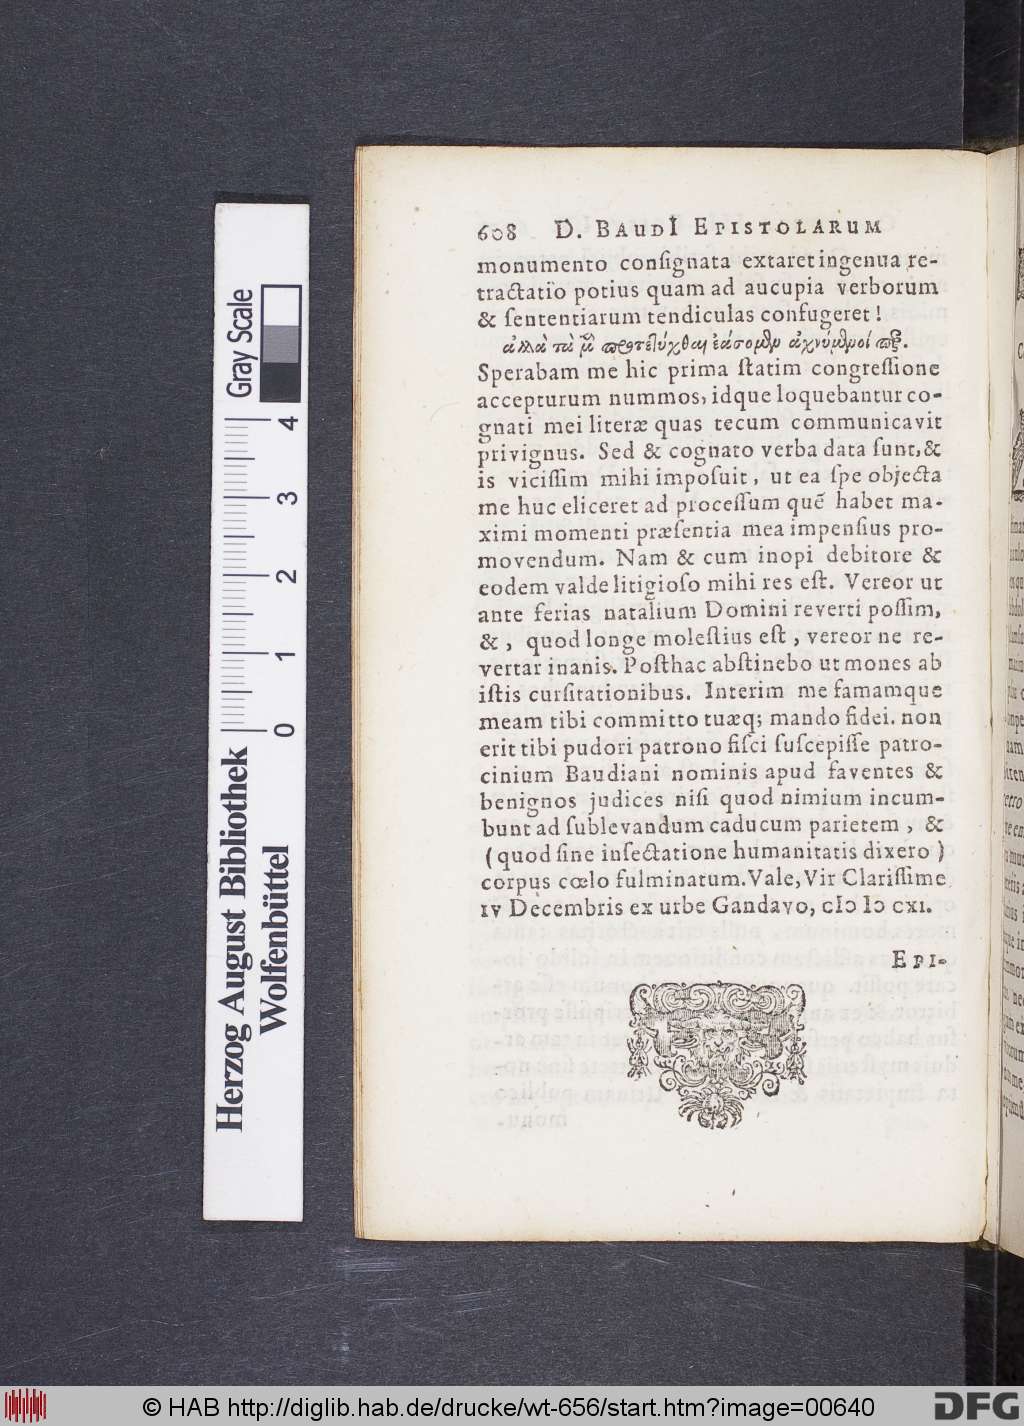 608 D. BAUDI EPISTOLARUM
monumento consignata extaret ingenua re-
tractatio potius quam ad aucupia verborum
& sententiarum tendiculas confugeret!
ἀλλὰ τὰ μὲν προτετύχθαι ἐάσομεν ἀχνύμενοί περ.
Sperabam me hic prima statim congressione
accepturum nummos, idque loquebantur co-
gnati mei literæ quas tecum communicavit
privignus. Sed & cognato verba data sunt, &
is vicissim mihi imposuit, ut ea spe objecta
me huc eliceret ad processum quē habet ma-
ximi momenti præsentia mea impensius pro-
movendum. Nam & cum inopi debitore &
eodem valde litigioso mihi res est. Vereor ut
ante ferias natalium Domini reverti possim,
&, quod longe molestius est, vereor ne re-
vertar inanis. Posthac abstinebo ut mones ab
istis cursitationibus. Interim me famamque
meam tibi committo tuæq; mando fidei. non
erit tibi pudori patrono fisci suscepisse patro-
cinium Baudiani nominis apud faventes &
benignos judices nisi quod nimium incum-
bunt ad sublevandum caducum parietem, &
(quod sine insectatione humanitatis dixero)
corpus cœlo fulminatum. Vale, Vir Clarissime
IV Decembris ex urbe Gandavo, cIↄ Iↄ cXI.
EPI-
Gray Scale
0 1 2 3 4
Herzog August Bibliothek
Wolfenbüttel
© HAB http://diglib.hab.de/drucke/wt-656/start.htm?image=00640
DFG